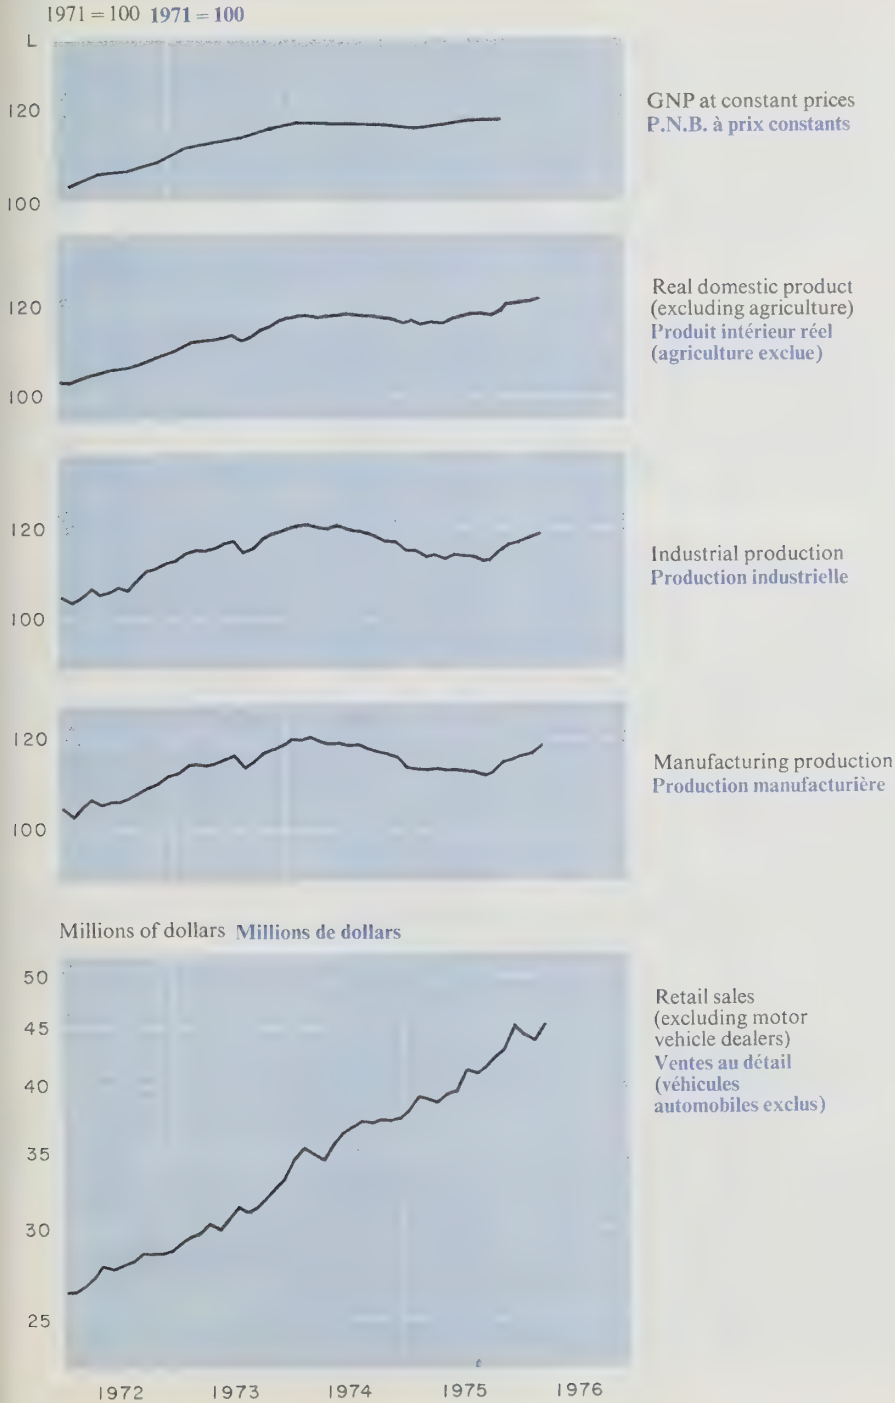 1971 = 100 1971 = 100
L
120
GNP at constant prices
P.N.B. à prix constants
100
120
Real domestic product
(excluding agriculture)
Produit intérieur réel
(agriculture exclue)
100
120
Industrial production
Production industrielle
100
120
Manufacturing production
Production manufacturière
100
Millions of dollars Millions de dollars
50
Retail sales
(excluding motor
vehicle dealers)
Ventes au détail
(véhicules
automobiles exclus)
45
40
35
30
25
1972 1973 1974 1975 1976